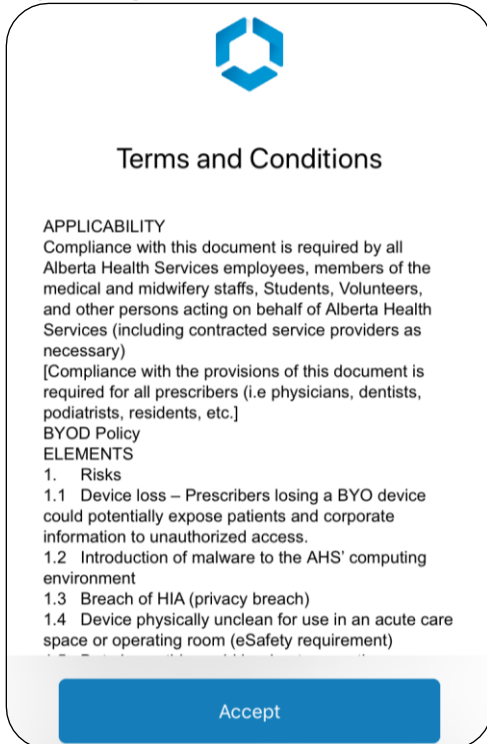 Terms and Conditions
APPLICABILITY
Compliance with this document is required by all
Alberta Health Services employees, members of the
medical and midwifery staffs, Students, Volunteers,
and other persons acting on behalf of Alberta Health
Services (including contracted service providers as
necessary)
[Compliance with the provisions of this document is
required for all prescribers (i.e physicians, dentists,
podiatrists, residents, etc.]
BYOD Policy
ELEMENTS
1. Risks
1.1 Device loss – Prescribers losing a BYO device
could potentially expose patients and corporate
information to unauthorized access.
1.2 Introduction of malware to the AHS' computing
environment
1.3 Breach of HIA (privacy breach)
1.4 Device physically unclean for use in an acute care
space or operating room (eSafety requirement)
Accept